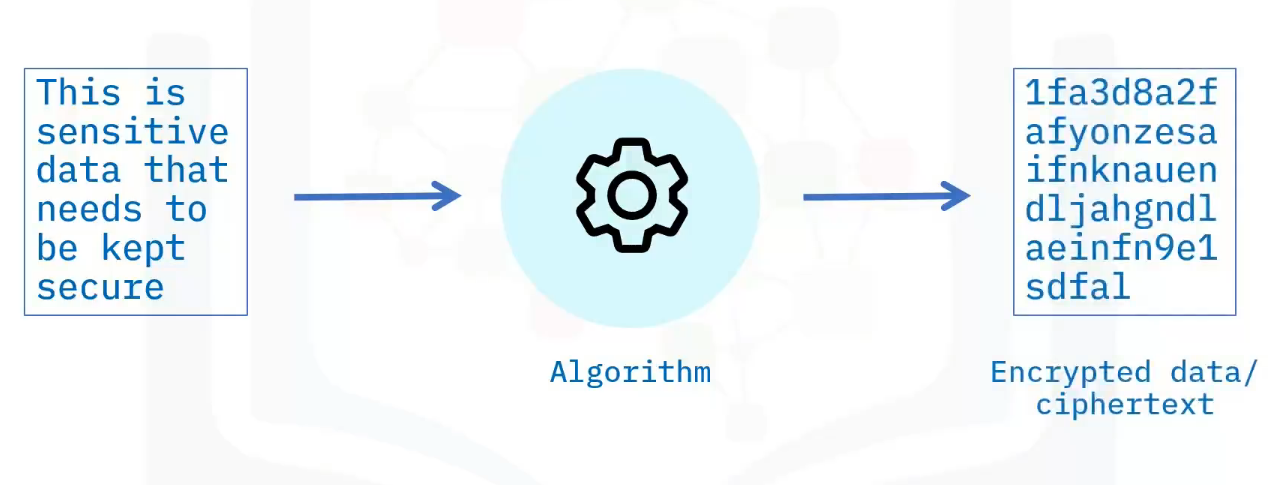 This is
sensitive
data that
needs to
be kept
secure
Algorithm
1fa3d8a2f
afyonzesa
ifnknauen
dljahgndl
aeinfn9e1
sdfal
Encrypted data/
ciphertext